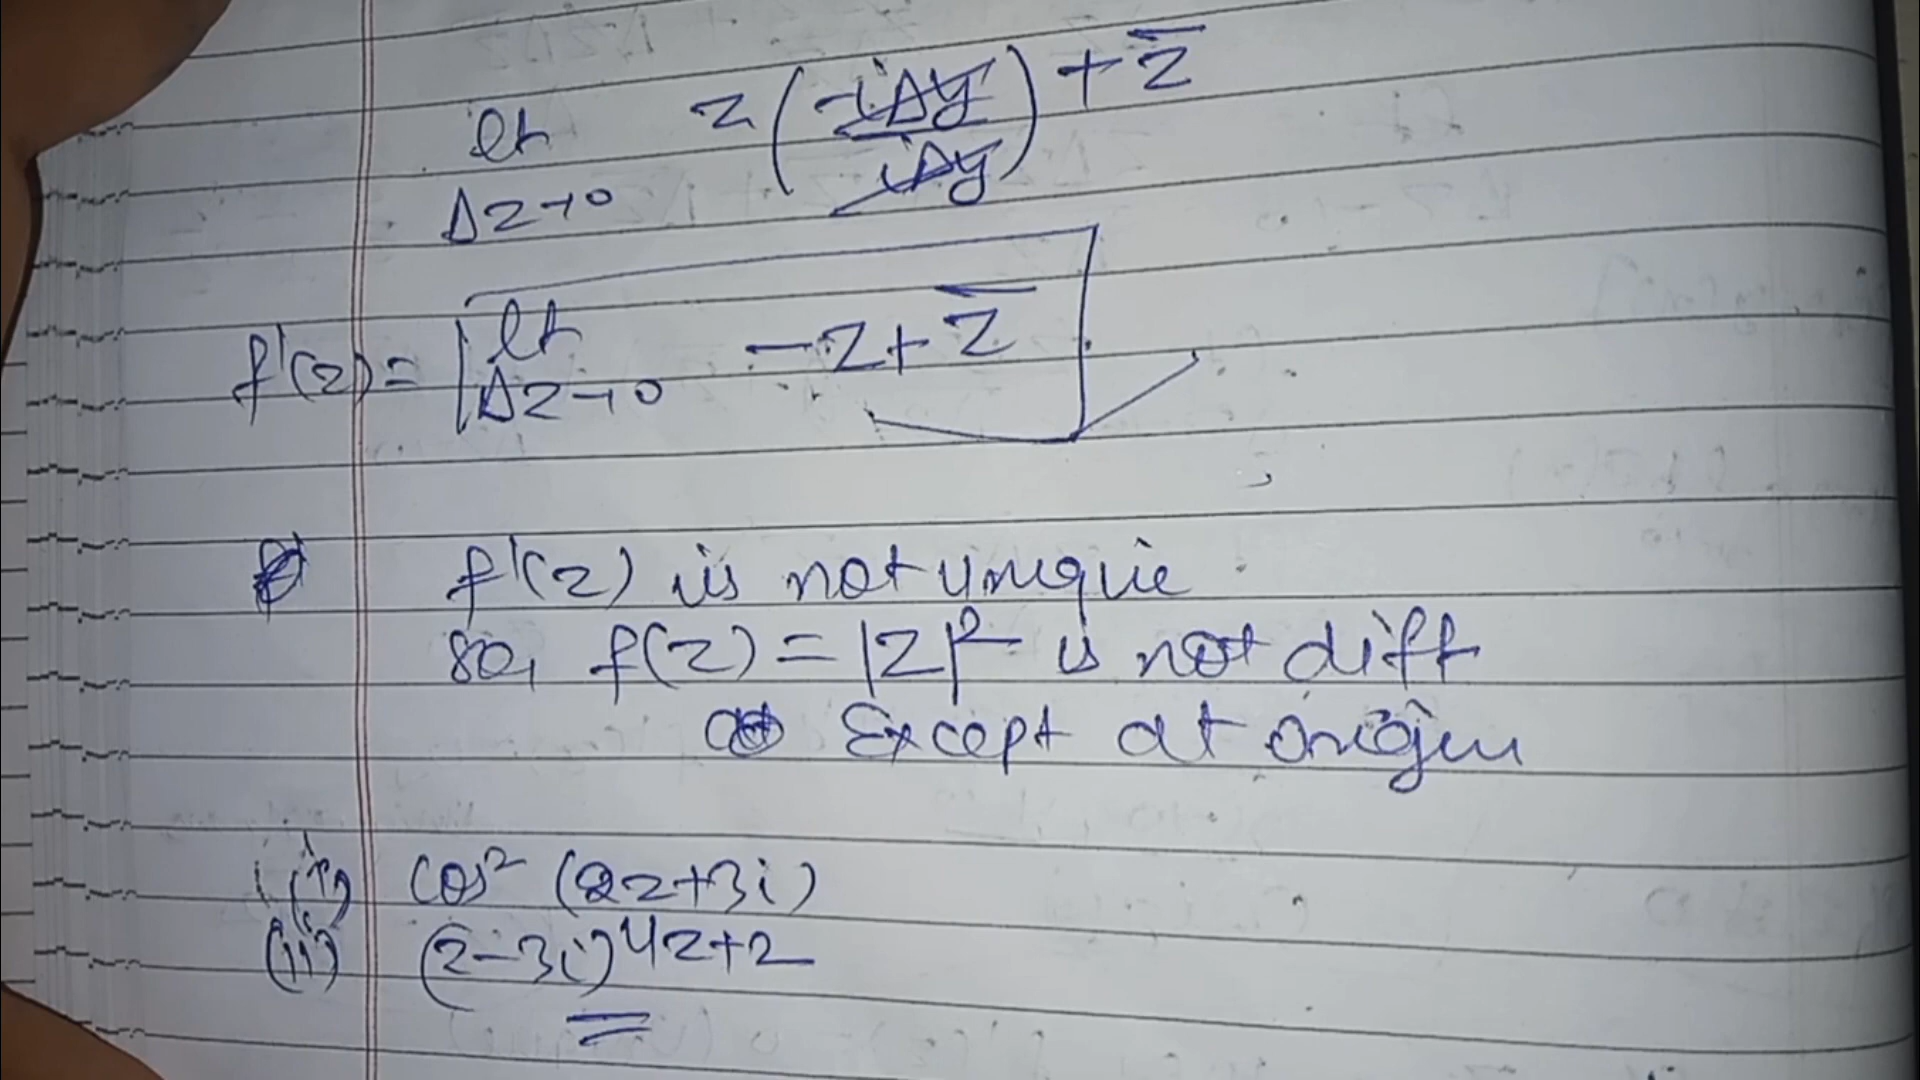 lt z (-iΔy / iΔy) + z̅
Δz→0
f'(z) = lt -z + z̅
Δz→0
f'(z) is not unique
so, f(z) = |z|² is not diff
Except at origin
(i) cos² (2z+3i)
(ii) (z-3i)^4z+2